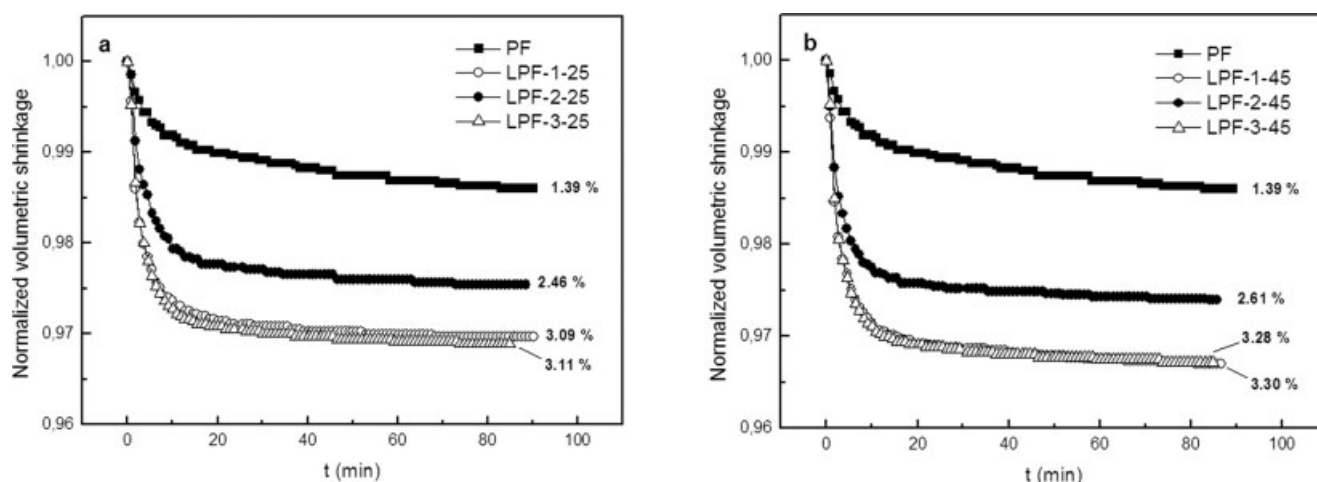 a
PF
LPF-1-25
LPF-2-25
LPF-3-25
Normalized volumetric shrinkage
1,00
0,99
0,98
0,97
0,96
1.39 %
2.46 %
3.09 %
3.11 %
0 20 40 60 80 100
t (min)
b
PF
LPF-1-45
LPF-2-45
LPF-3-45
Normalized volumetric shrinkage
1,00
0,99
0,98
0,97
0,96
1.39 %
2.61 %
3.28 %
3.30 %
0 20 40 60 80 100
t (min)